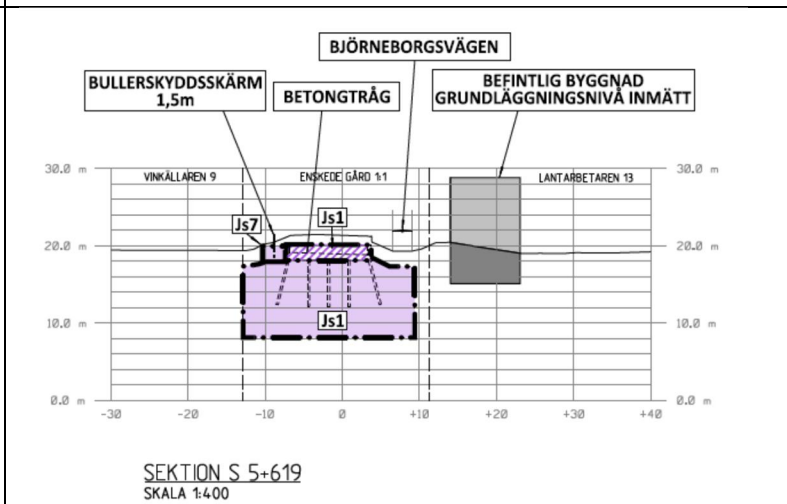 BJÖRNEBORGSVÄGEN
BULLERSKYDDSSKÄRM
1,5m
BETONGTRÅG
BEFINTLIG BYGGNAD
GRUNDLÄGGNINGSNIVÅ INMÄTT
30.0 m
VINKÄLLAREN 9
ENSKEDE GÅRD 1:1
LANTARBETAREN 13
30.0 m
Js7
Js1
20.0 m
20.0 m
Js1
10.0 m
10.0 m
0.0 m
0.0 m
-30 -20 -10 0 +10 +20 +30 +40
SEKTION S 5+619
SKALA 1:400